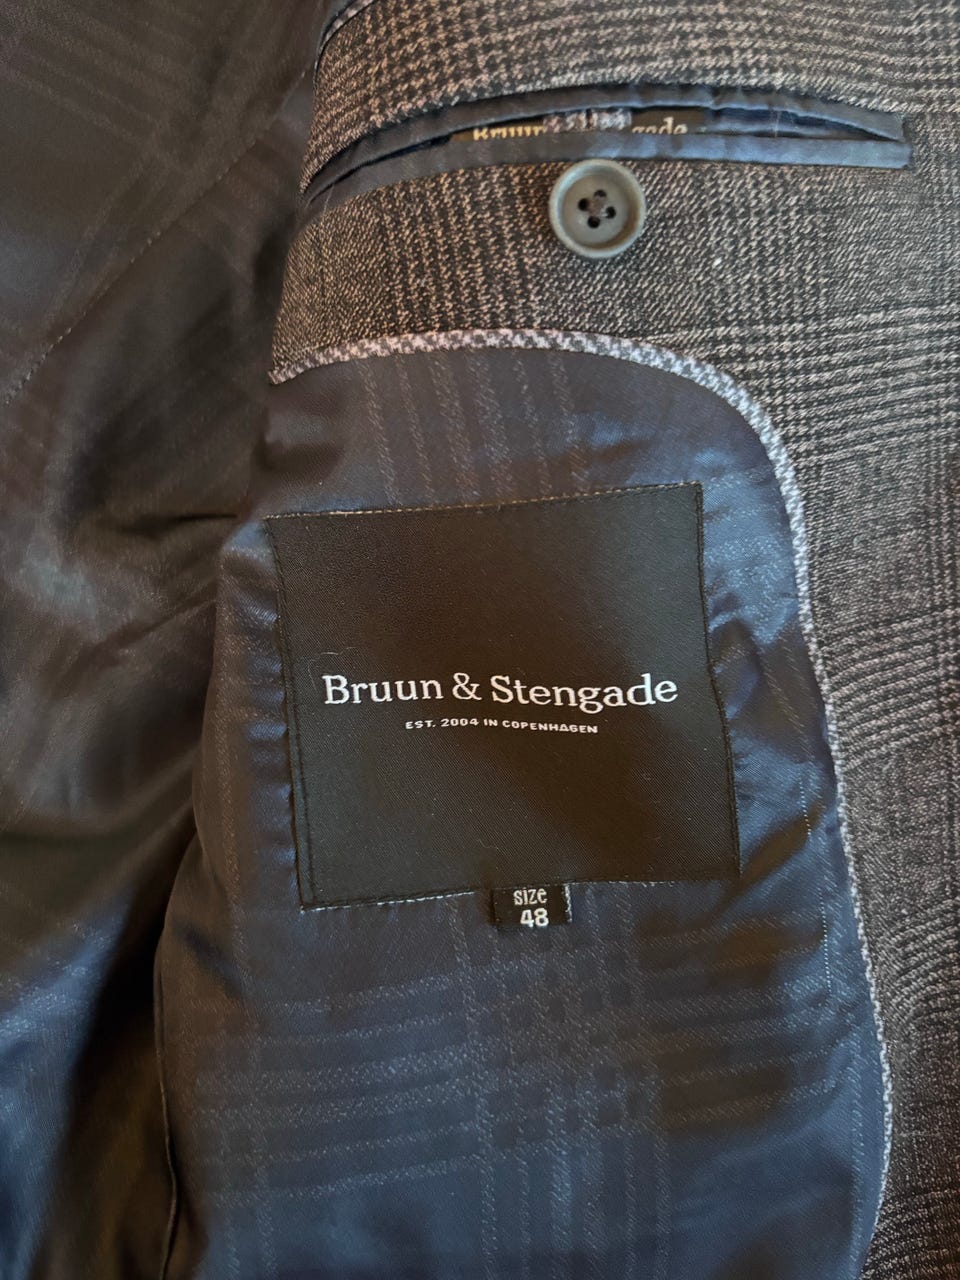 Bruun & Stengade
EST. 2004 IN COPENHAGEN
size
48